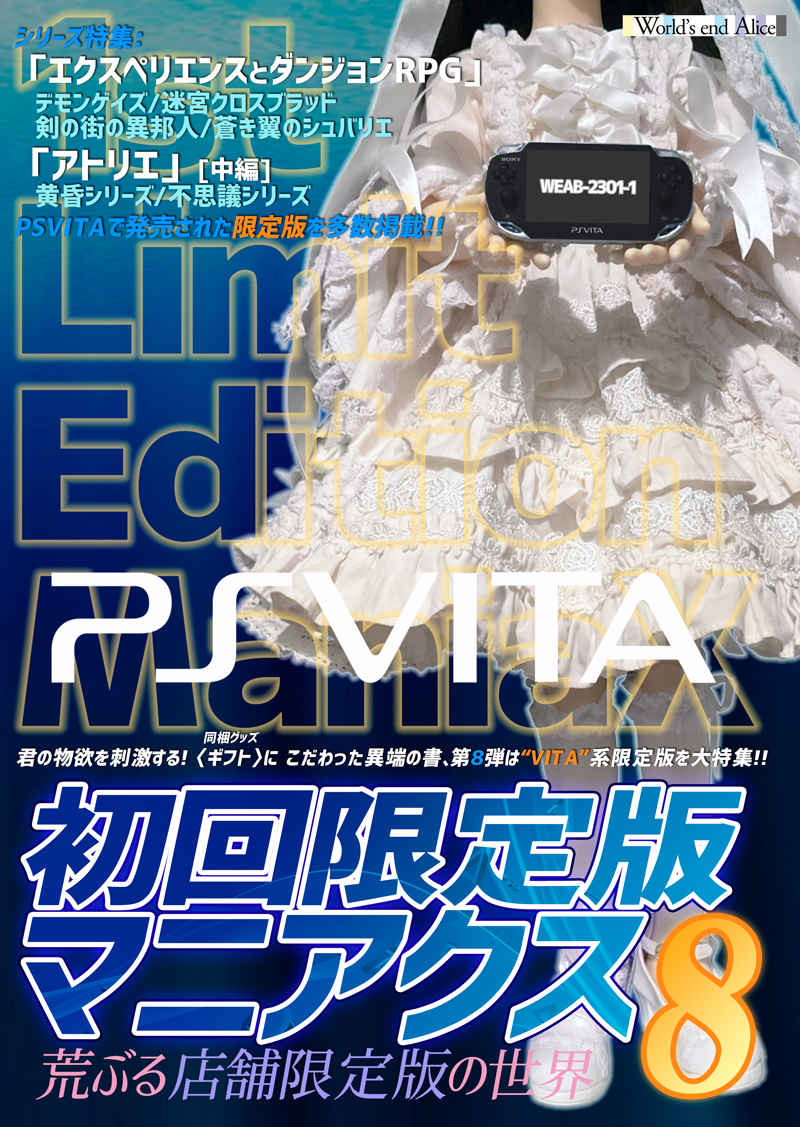 World's end Alice
シリーズ特集:
「エクスペリエンスとダンジョンRPG」
デモンゲイズ/迷宮クロスブラッド
剣の街の異邦人/蒼き翼のシュバリエ
「アトリエ」[中編]
黄昏シリーズ/不思議シリーズ
PSVITAで発売された限定版を多数掲載!!
SONY
WEAB-2301-1
PSVITA
1st
Limit
Edition
ManiaX
PSVITA
同梱グッズ
君の物欲を刺激する!〈ギフト〉に こだわった異端の書、第8弾は“VITA”系限定版を大特集!!
初回限定版
マニアクス8
荒ぶる店舗限定版の世界